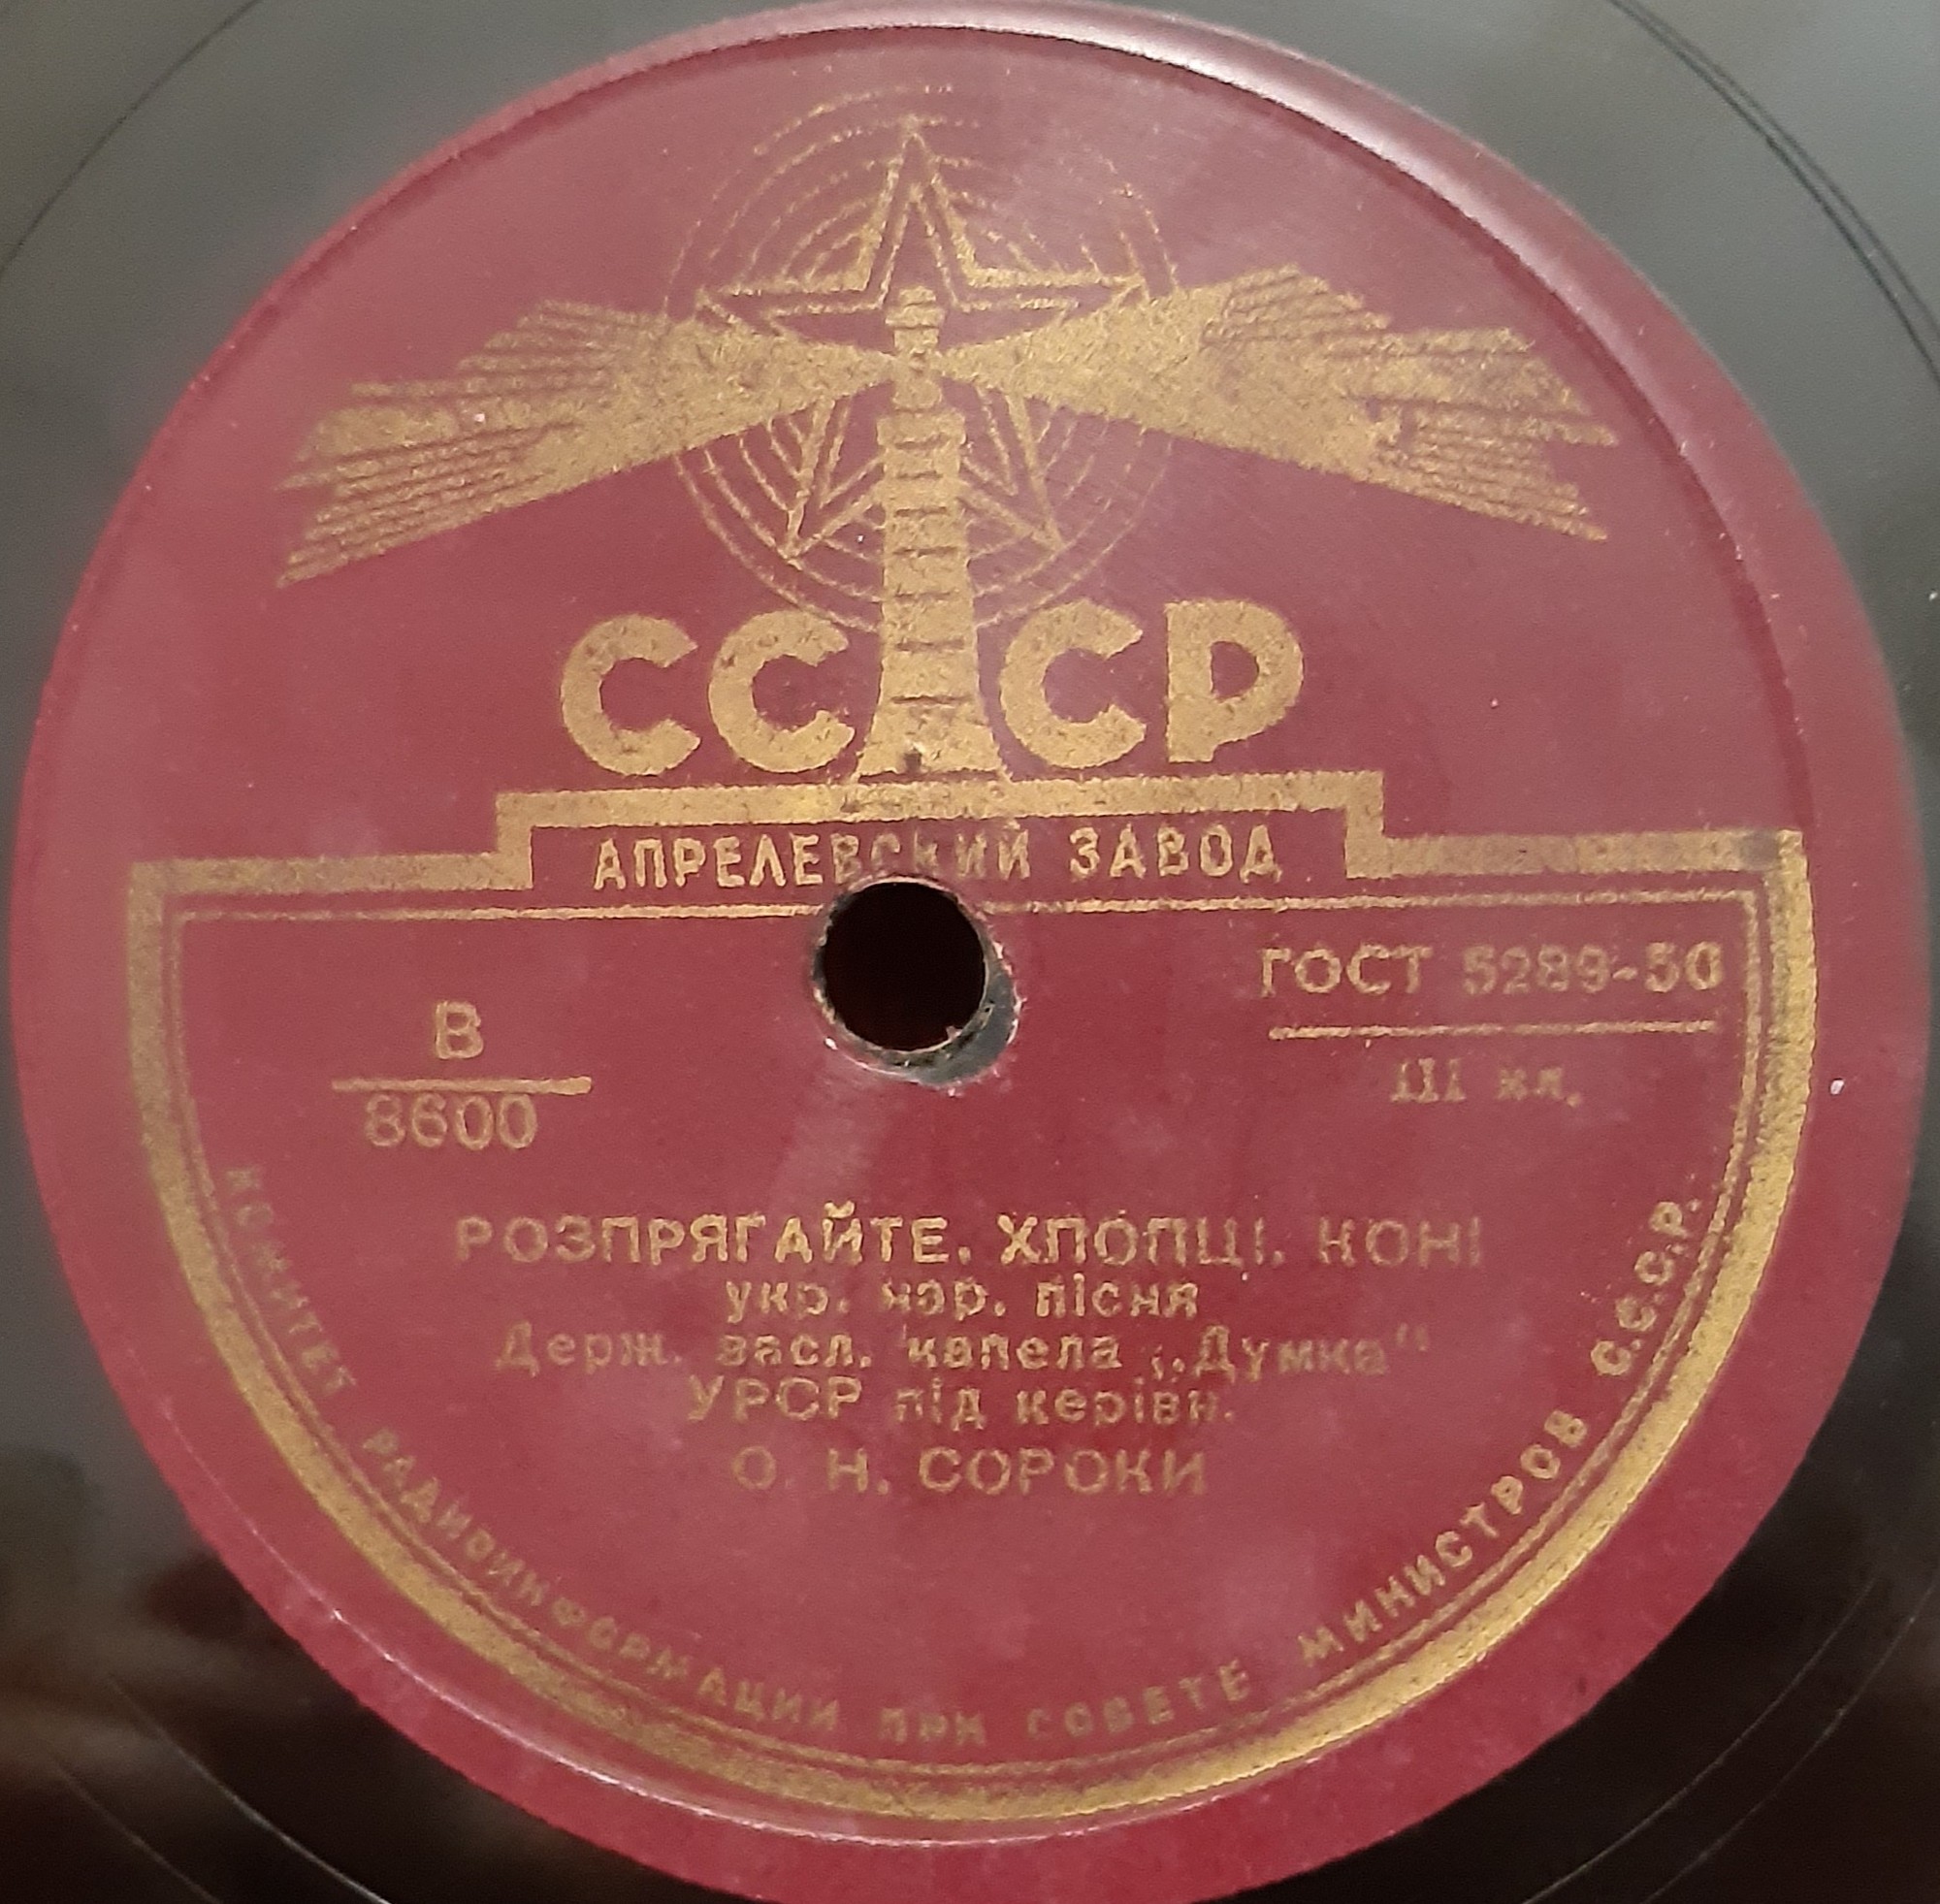 СССР
АПРЕЛЕВСКИЙ ЗАВОД
ГОСТ 5289-50
III кл.
В
8600
РОЗПРЯГАЙТЕ, ХЛОПЦІ, КОНІ
укр. нар. пісня
Держ. засл. капела „Думка“
УРСР під керівн.
О. Н. СОРОКИ
КОМИТЕТ РАДИОИНФОРМАЦИИ ПРИ СОВЕТЕ МИНИСТРОВ С.С.С.Р.